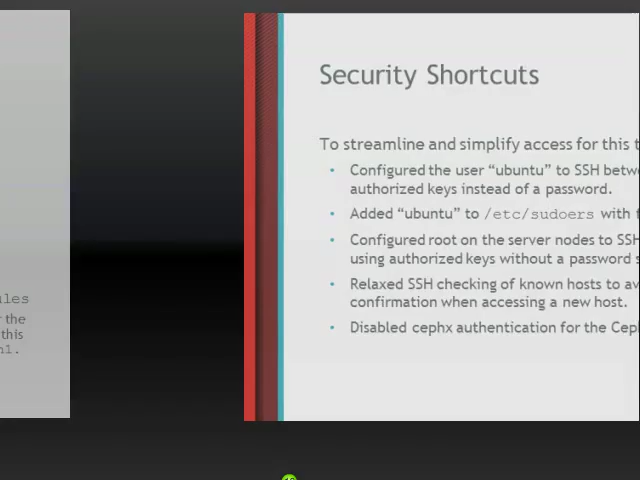 ules
r the
this
n1.
Security Shortcuts
To streamline and simplify access for this t
Configured the user “ubuntu” to SSH betwe
authorized keys instead of a password.
Added “ubuntu” to /etc/sudoers with f
Configured root on the server nodes to SSH
using authorized keys without a password s
Relaxed SSH checking of known hosts to av
confirmation when accessing a new host.
Disabled cephx authentication for the Cep